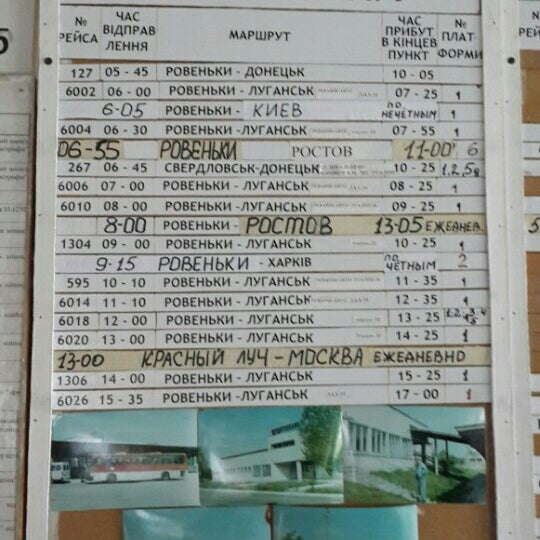 № РЕЙСА ЧАС ВІДПРАВ ЛЕННЯ МАРШРУТ ЧАС ПРИБУТ В КІНЦЕВ ПУНКТ № ПЛАТ- ФОРМИ
127 05-45 РОВЕНЬКИ-ДОНЕЦЬК 10-05
6002 06-00 РОВЕНЬКИ-ЛУГАНСЬК 07-25 1
6-05 РОВЕНЬКИ- КИЕВ ПО НЕЧЁТНЫМ 1
6004 06-30 РОВЕНЬКИ-ЛУГАНСЬК 07-55 1
06-55 РОВЕНЬКИ РОСТОВ 11-00 6
267 06-45 СВЕРДЛОВСЬК-ДОНЕЦЬК 10-25
6006 07-00 РОВЕНЬКИ-ЛУГАНСЬК 08-25 1
6010 08-00 РОВЕНЬКИ-ЛУГАНСЬК 09-25 1
8-00 РОВЕНЬКИ- РОСТОВ 13-05 ЕЖЕДНЕВ.
1304 09-00 РОВЕНЬКИ-ЛУГАНСЬК 10-25 1
9-15 РОВЕНЬКИ - ХАРКІВ ПО ЧЁТНЫМ 2
595 10-10 РОВЕНЬКИ-ЛУГАНСЬК 11-35 1
6014 11-10 РОВЕНЬКИ-ЛУГАНСЬК 12-35 1
6018 12-00 РОВЕНЬКИ-ЛУГАНСЬК 13-25
6020 13-00 РОВЕНЬКИ-ЛУГАНСЬК 14-25 1
13-00 КРАСНЫЙ ЛУЧ-МОСКВА ЕЖЕДНЕВНО
1306 14-00 РОВЕНЬКИ-ЛУГАНСЬК 15-25 1
6026 15-35 РОВЕНЬКИ-ЛУГАНСЬК 17-00 1